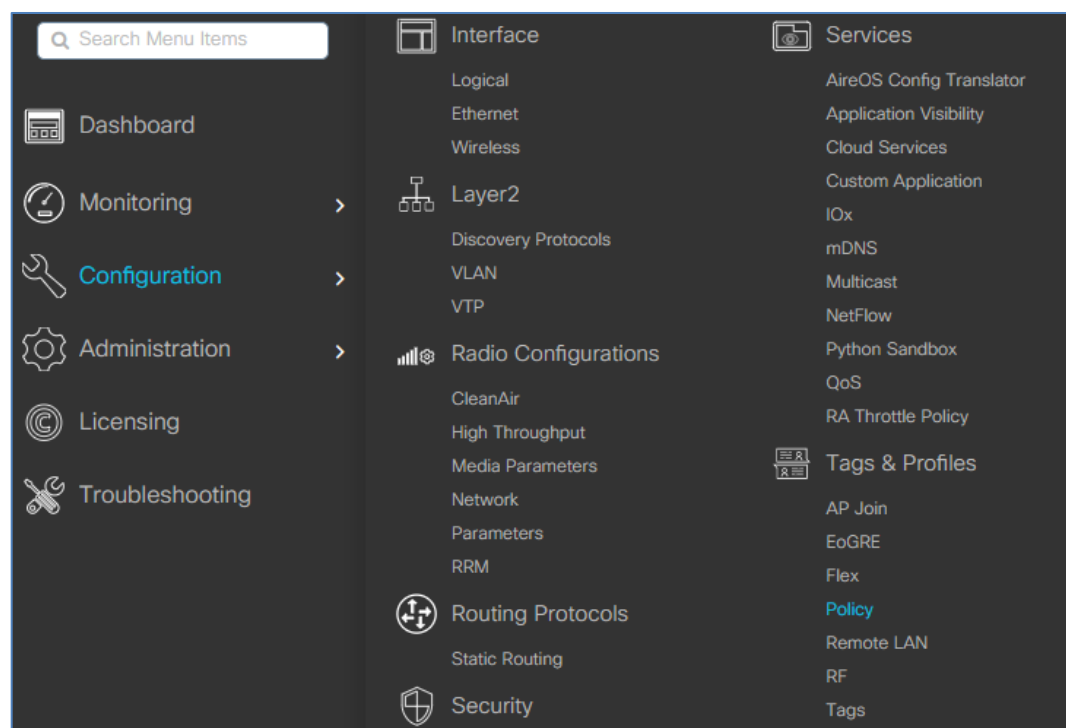 Search Menu Items
Dashboard
Monitoring
Configuration
Administration
Licensing
Troubleshooting
Interface
Logical
Ethernet
Wireless
Layer2
Discovery Protocols
VLAN
VTP
Radio Configurations
CleanAir
High Throughput
Media Parameters
Network
Parameters
RRM
Routing Protocols
Static Routing
Security
Services
AireOS Config Translator
Application Visibility
Cloud Services
Custom Application
IOx
mDNS
Multicast
NetFlow
Python Sandbox
QoS
RA Throttle Policy
Tags & Profiles
AP Join
EoGRE
Flex
Policy
Remote LAN
RF
Tags